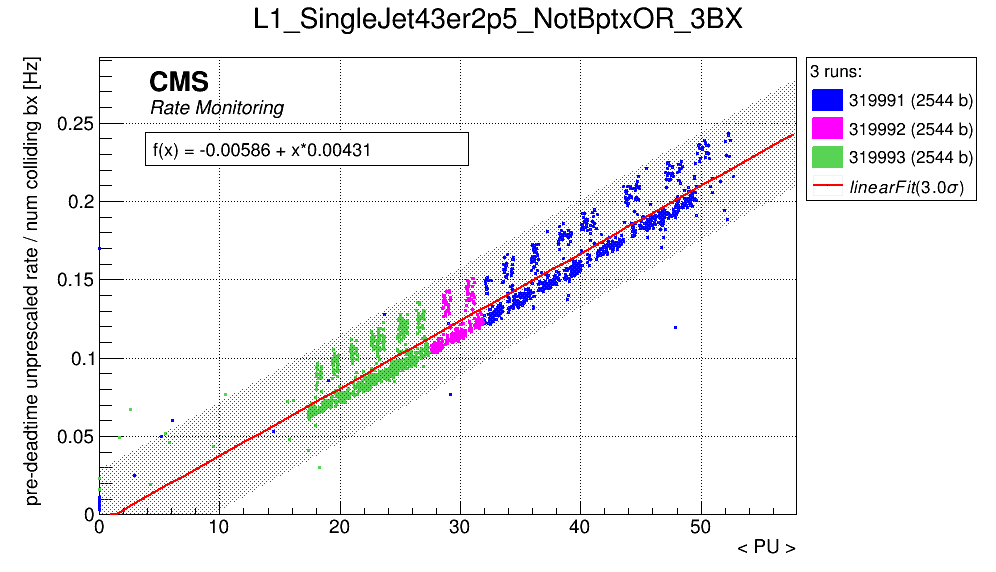 L1_SingleJet43er2p5_NotBptxOR_3BX
pre-deadtime unprescaled rate / num colliding bx [Hz]
CMS
Rate Monitoring
f(x) = -0.00586 + x*0.00431
3 runs:
319991 (2544 b)
319992 (2544 b)
319993 (2544 b)
linearFit(3.0σ)
0.25
0.2
0.15
0.1
0.05
0
0 10 20 30 40 50
< PU >